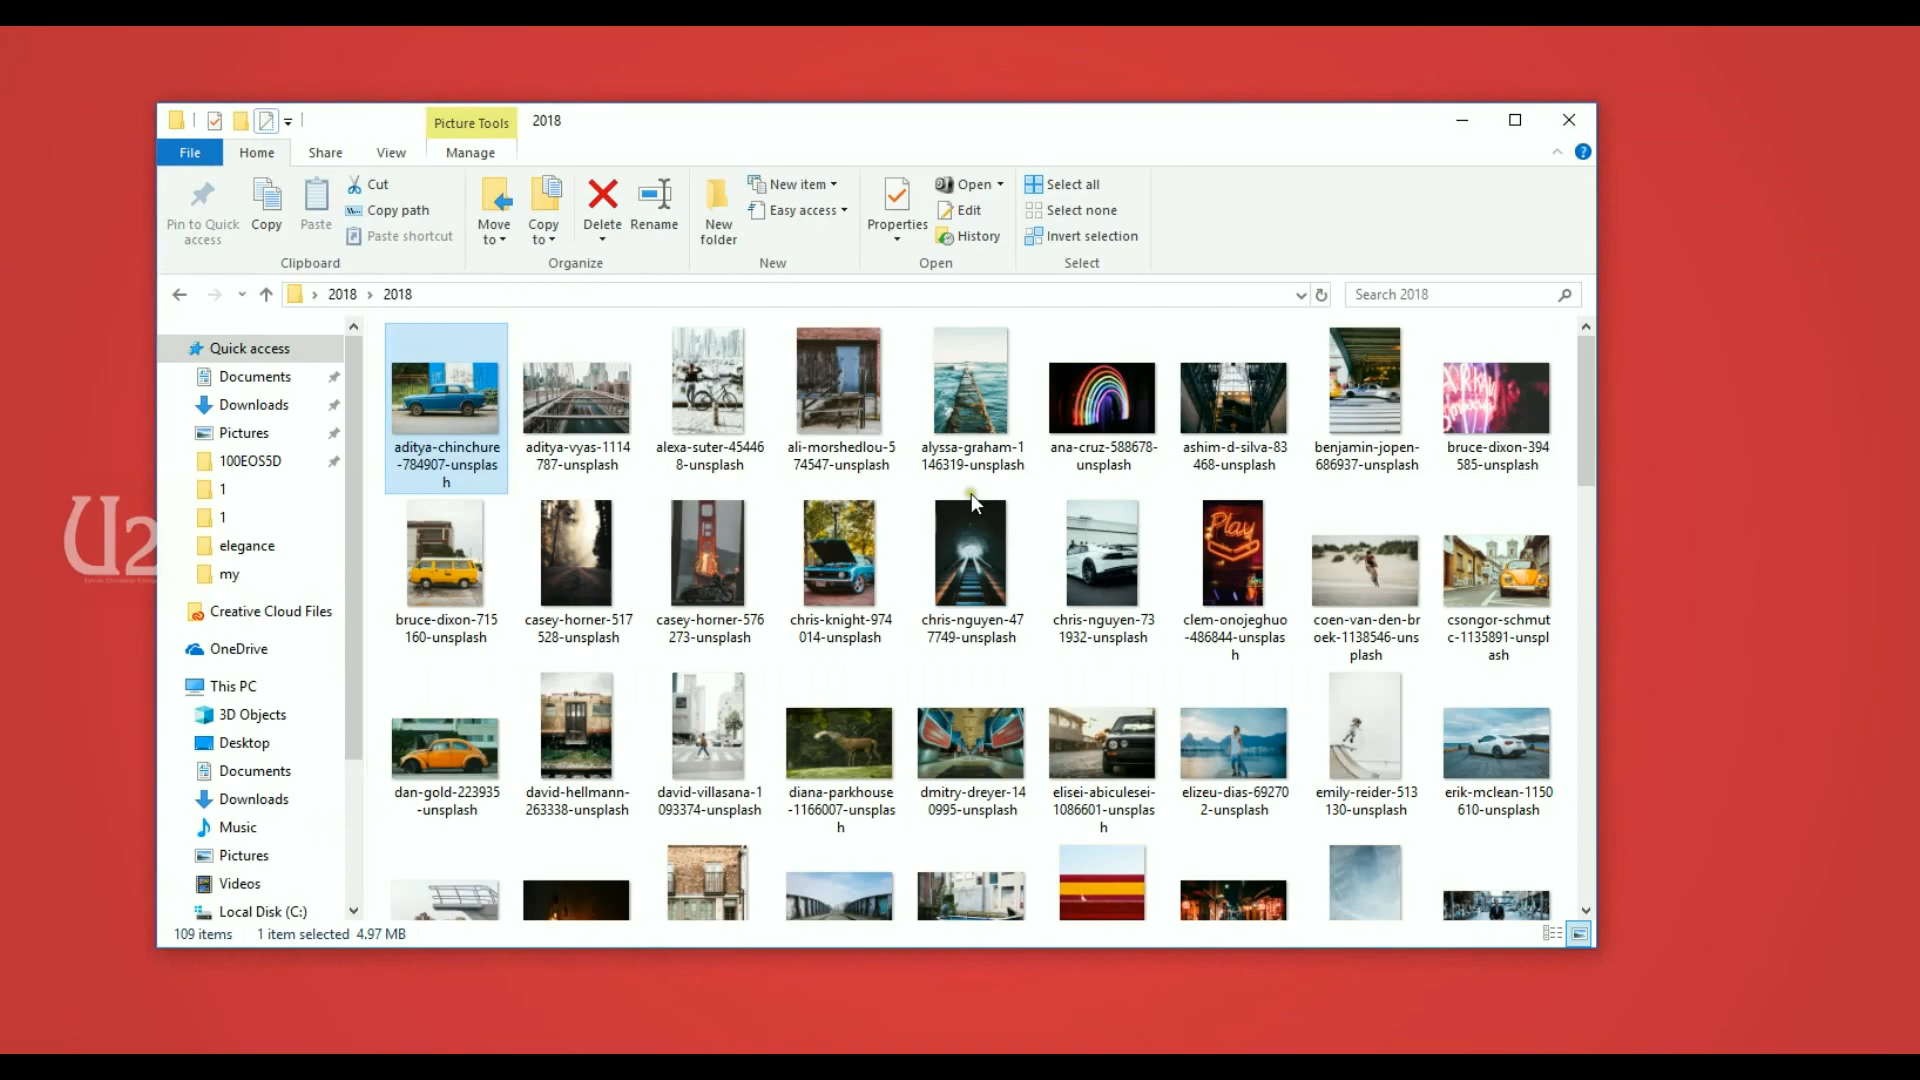 Picture Tools
2018
File
Home
Share
View
Manage
Pin to Quick
access
Copy
Paste
Cut
Copy path
Paste shortcut
Clipboard
Move
to
Copy
to
Delete
Rename
Organize
New
folder
New item
Easy access
New
Properties
Open
Edit
History
Open
Select all
Select none
Invert selection
Select
2018 › 2018
Search 2018
Quick access
Documents
Downloads
Pictures
100EOS5D
1
1
elegance
my
Creative Cloud Files
OneDrive
This PC
3D Objects
Desktop
Documents
Downloads
Music
Pictures
Videos
Local Disk (C:)
aditya-chinchure
-784907-unsplas
h
aditya-vyas-1114
787-unsplash
alexa-suter-45446
8-unsplash
ali-morshedlou-5
74547-unsplash
alyssa-graham-1
146319-unsplash
ana-cruz-588678-
unsplash
ashim-d-silva-83
468-unsplash
benjamin-jopen-
686937-unsplash
bruce-dixon-394
585-unsplash
bruce-dixon-715
160-unsplash
casey-horner-517
528-unsplash
casey-horner-576
273-unsplash
chris-knight-974
014-unsplash
chris-nguyen-47
7749-unsplash
chris-nguyen-73
1932-unsplash
Play
clem-onojeghuo
-486844-unsplas
h
coen-van-den-br
oek-1138546-uns
plash
csongor-schmut
c-1135891-unspl
ash
dan-gold-223935
-unsplash
david-hellmann-
263338-unsplash
david-villasana-1
093374-unsplash
diana-parkhouse
-1166007-unsplas
h
dmitry-dreyer-14
0995-unsplash
elisei-abiculesei-
1086601-unsplas
h
elizeu-dias-69270
2-unsplash
emily-reider-513
130-unsplash
erik-mclean-1150
610-unsplash
109 items
1 item selected 4.97 MB